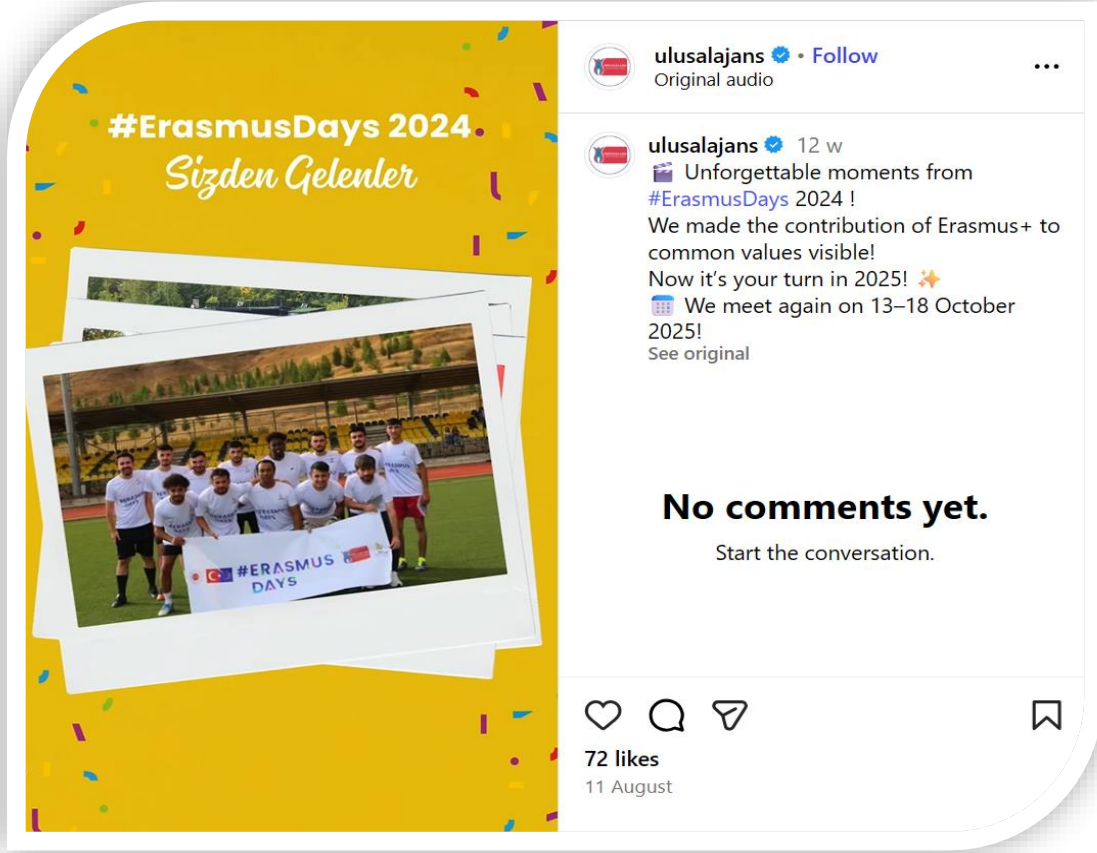 #ErasmusDays 2024
Sizden Gelenler
#ERASMUS
DAYS
ulusalajans • Follow
Original audio
ulusalajans 12 w
🎬 Unforgettable moments from
#ErasmusDays 2024 !
We made the contribution of Erasmus+ to
common values visible!
Now it’s your turn in 2025! ✨
🗓️ We meet again on 13–18 October
2025!
See original
No comments yet.
Start the conversation.
72 likes
11 August